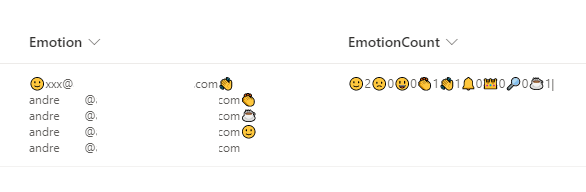 Emotion EmotionCount
🙂xxx@ .com👏 🙂2☹️0😃0👏1👏1🔔0👑0🔎0☕1|
andre @ com👏
andre @ com☕
andre @ com🙂
andre @ com